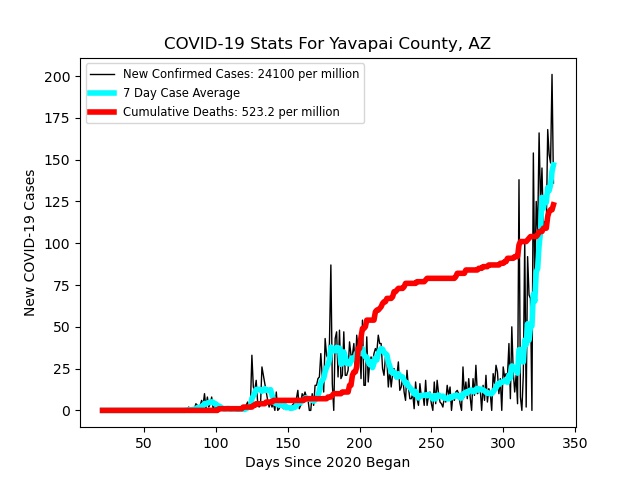 COVID-19 Stats For Yavapai County, AZ
New Confirmed Cases: 24100 per million
7 Day Case Average
Cumulative Deaths: 523.2 per million
New COVID-19 Cases
200
175
150
125
100
75
50
25
0
50 100 150 200 250 300 350
Days Since 2020 Began